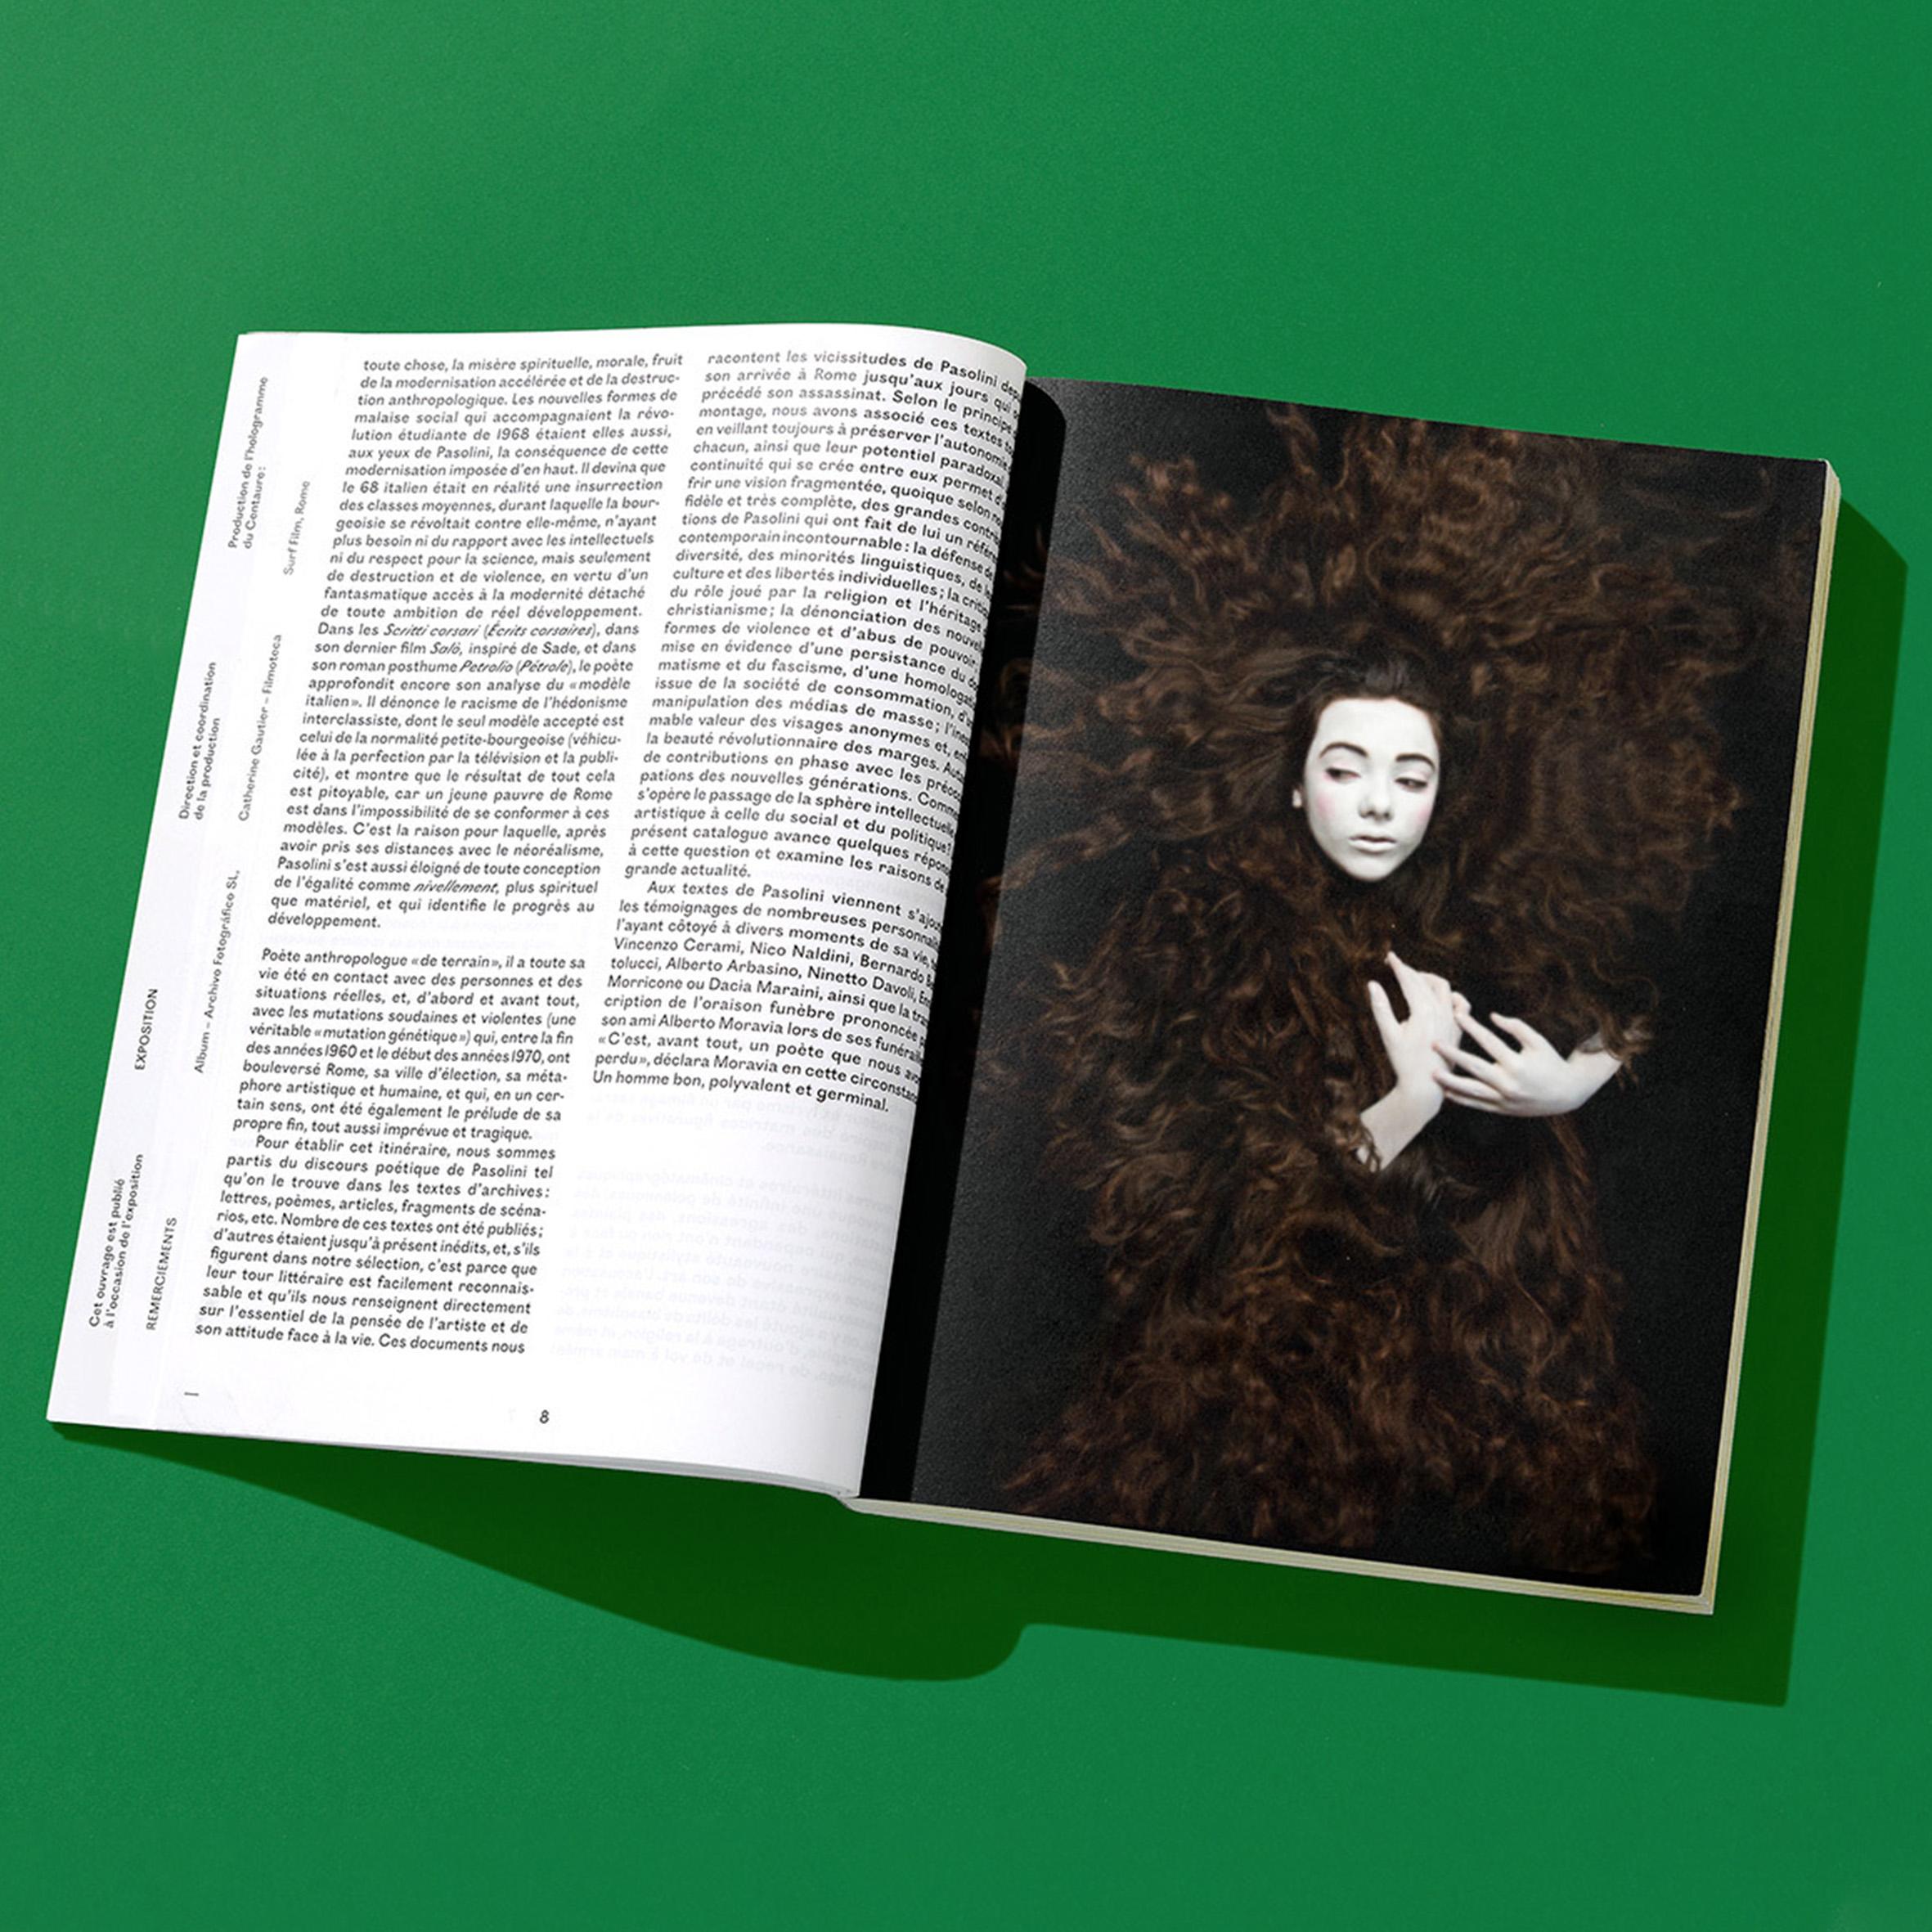 Production de l'hologramme
du Centaure :
Surf Film, Rome
Direction et coordination
de la production
Catherine Gautier – Filmoteca
EXPOSITION
Album – Archivo Fotográfico SL,
Cet ouvrage est publié
à l'occasion de l'exposition
REMERCIEMENTS
toute chose, la misère spirituelle, morale, fruit
de la modernisation accélérée et de la destruc-
tion anthropologique. Les nouvelles formes de
malaise social qui accompagnaient la révo-
lution étudiante de 1968 étaient elles aussi,
aux yeux de Pasolini, la conséquence de cette
modernisation imposée d'en haut. Il devina que
le 68 italien était en réalité une insurrection
des classes moyennes, durant laquelle la bour-
geoisie se révoltait contre elle-même, n'ayant
plus besoin ni du rapport avec les intellectuels
ni du respect pour la science, mais seulement
de destruction et de violence, en vertu d'un
fantasmatique accès à la modernité détaché
de toute ambition de réel développement.
Dans les Scritti corsari (Écrits corsaires), dans
son dernier film Salò, inspiré de Sade, et dans
son roman posthume Petrolio (Pétrole), le poète
approfondit encore son analyse du « modèle
italien ». Il dénonce le racisme de l'hédonisme
interclassiste, dont le seul modèle accepté est
celui de la normalité petite-bourgeoise (véhicu-
lée à la perfection par la télévision et la publi-
cité), et montre que le résultat de tout cela
est pitoyable, car un jeune pauvre de Rome
est dans l'impossibilité de se conformer à ces
modèles. C'est la raison pour laquelle, après
avoir pris ses distances avec le néoréalisme,
Pasolini s'est aussi éloigné de toute conception
de l'égalité comme nivellement, plus spirituel
que matériel, et qui identifie le progrès au
développement.
Poète anthropologue « de terrain », il a toute sa
vie été en contact avec des personnes et des
situations réelles, et, d'abord et avant tout,
avec les mutations soudaines et violentes (une
véritable « mutation génétique ») qui, entre la fin
des années 1960 et le début des années 1970, ont
bouleversé Rome, sa ville d'élection, sa méta-
phore artistique et humaine, et qui, en un cer-
tain sens, ont été également le prélude de sa
propre fin, tout aussi imprévue et tragique.
Pour établir cet itinéraire, nous sommes
partis du discours poétique de Pasolini tel
qu'on le trouve dans les textes d'archives :
lettres, poèmes, articles, fragments de scéna-
rios, etc. Nombre de ces textes ont été publiés ;
d'autres étaient jusqu'à présent inédits, et, s'ils
figurent dans notre sélection, c'est parce que
leur tour littéraire est facilement reconnais-
sable et qu'ils nous renseignent directement
sur l'essentiel de la pensée de l'artiste et de
son attitude face à la vie. Ces documents nous
racontent les vicissitudes de Pasolini
son arrivée à Rome jusqu'aux jours qui
précédé son assassinat. Selon le principe
montage, nous avons associé ces textes
en veillant toujours à préserver l'autonomie
chacun, ainsi que leur potentiel paradoxal.
continuité qui se crée entre eux permet
frir une vision fragmentée, quoique selon
fidèle et très complète, des grandes
tions de Pasolini qui ont fait de lui un
contemporain incontournable : la défense
diversité, des minorités linguistiques, de
culture et des libertés individuelles ; la
du rôle joué par la religion et l'héritage
christianisme ; la dénonciation des
formes de violence et d'abus de pouvoir ;
mise en évidence d'une persistance du
matisme et du fascisme, d'une
issue de la société de consommation,
manipulation des médias de masse ;
mable valeur des visages anonymes et,
la beauté révolutionnaire des marges.
de contributions en phase avec les
pations des nouvelles générations.
s'opère le passage de la sphère intellectuelle
artistique à celle du social et du politique ?
présent catalogue avance quelques
à cette question et examine les raisons de
grande actualité.
Aux textes de Pasolini viennent
les témoignages de nombreuses
l'ayant côtoyé à divers moments de sa vie,
Vincenzo Cerami, Nico Naldini, Bernardo
tolucci, Alberto Arbasino, Ninetto Davoli,
Morricone ou Dacia Maraini, ainsi que la
cription de l'oraison funèbre prononcée
son ami Alberto Moravia lors de ses
« C'est, avant tout, un poète que nous
perdu », déclara Moravia en cette
Un homme bon, polyvalent et germinal.
8